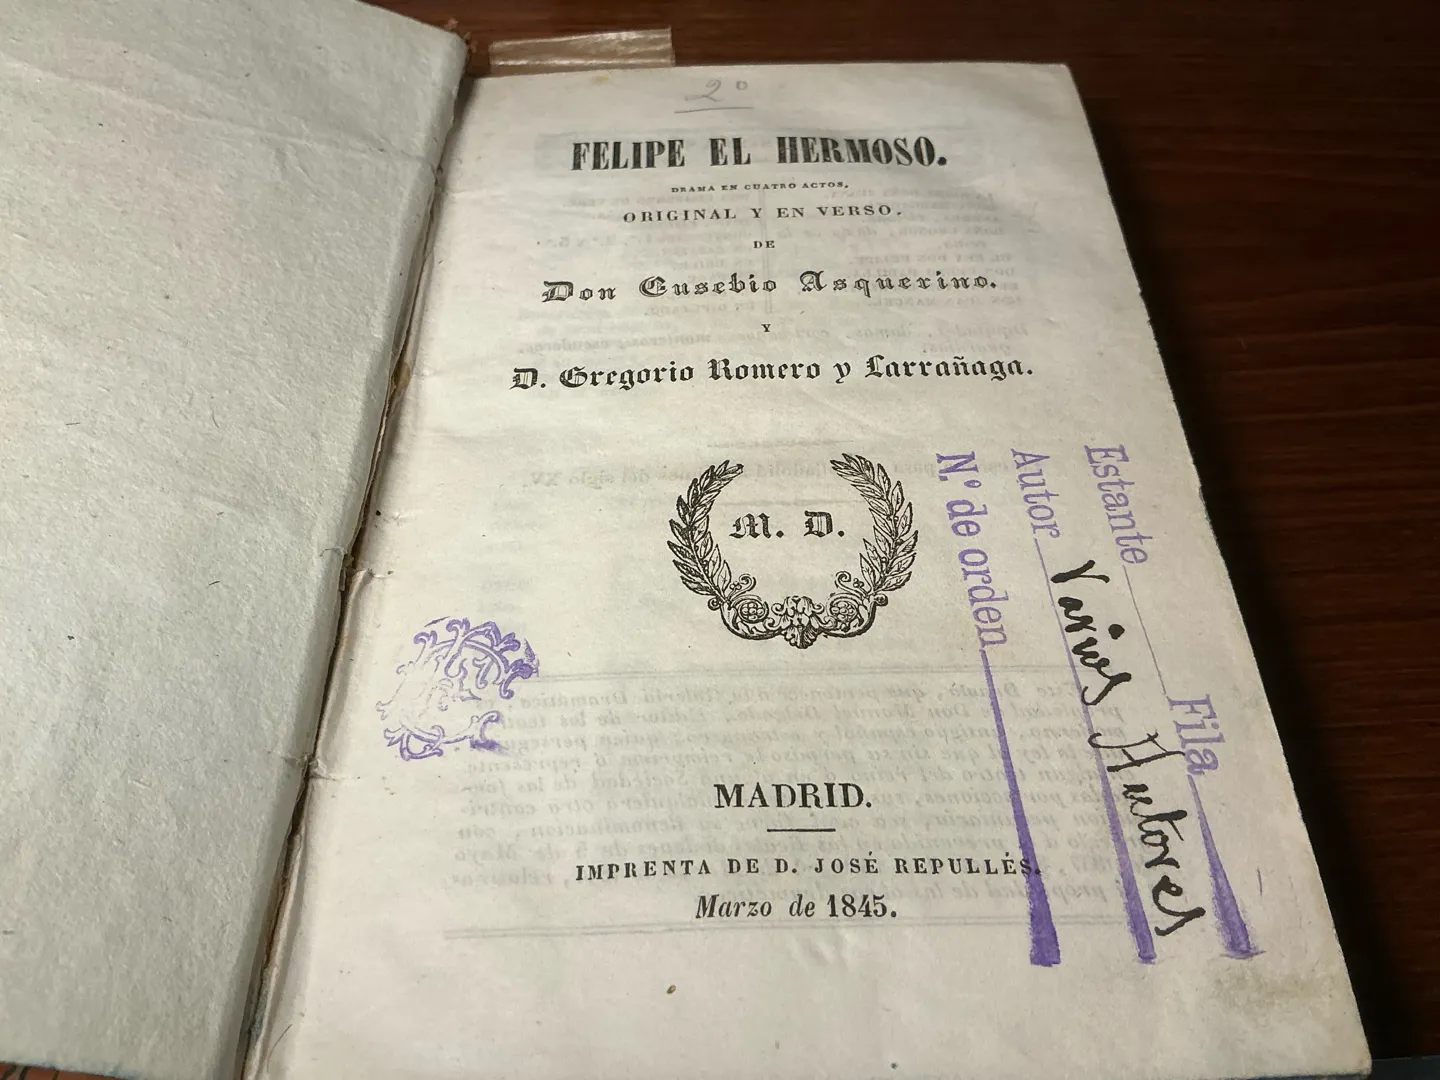 2º
FELIPE EL HERMOSO.
DRAMA EN CUATRO ACTOS,
ORIGINAL Y EN VERSO.
DE
Don Eusebio Asquerino.
Y
D. Gregorio Romero y Larrañaga.
M. D.
MADRID.
IMPRENTA DE D. JOSÉ REPULLÉS.
Marzo de 1845.
Estante Fila
Autor Varios Autores
N.º de orden